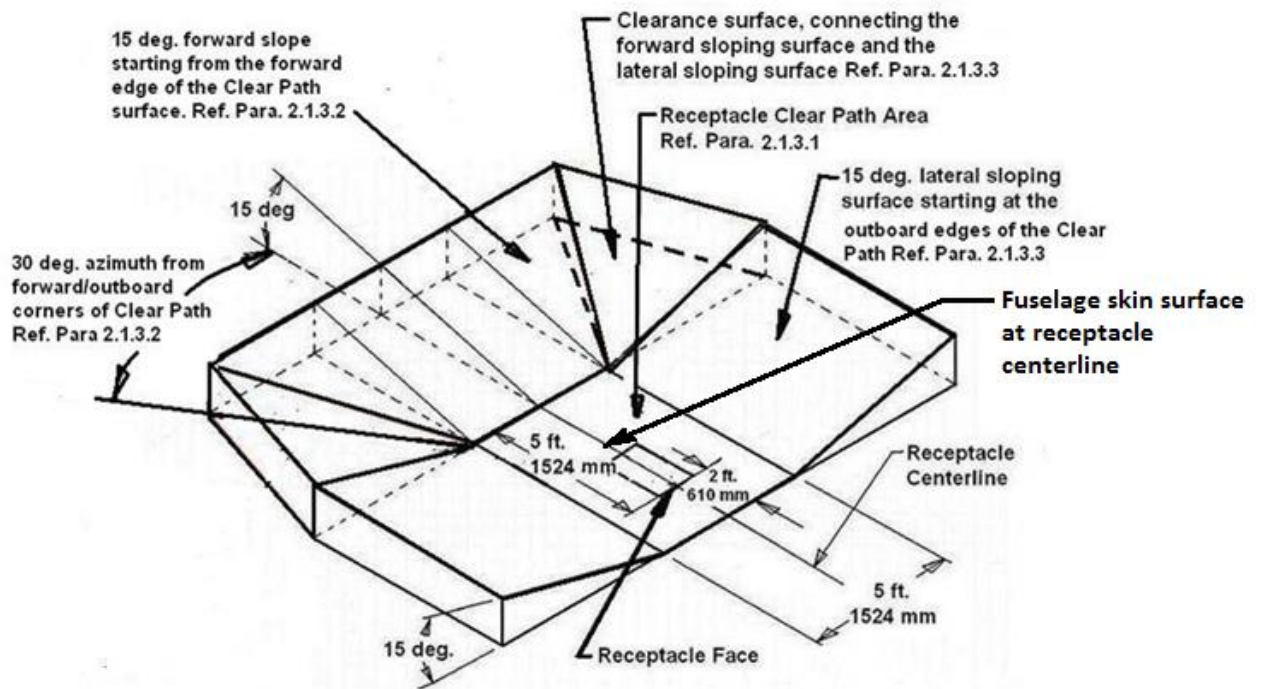 15 deg. forward slope
starting from the forward
edge of the Clear Path
surface. Ref. Para. 2.1.3.2
Clearance surface, connecting the
forward sloping surface and the
lateral sloping surface Ref. Para. 2.1.3.3
Receptacle Clear Path Area
Ref. Para. 2.1.3.1
15 deg. lateral sloping
surface starting at the
outboard edges of the Clear
Path Ref. Para. 2.1.3.3
15 deg
30 deg. azimuth from
forward/outboard
corners of Clear Path
Ref. Para 2.1.3.2
Fuselage skin surface
at receptacle
centerline
5 ft.
1524 mm
2 ft.
610 mm
Receptacle
Centerline
5 ft.
1524 mm
15 deg.
Receptacle Face